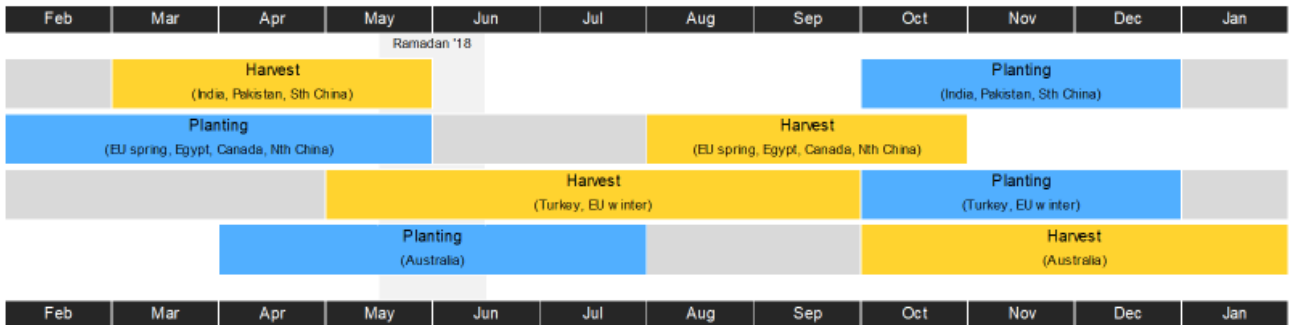 Feb Mar Apr May Jun Jul Aug Sep Oct Nov Dec Jan
Ramadan '18
Harvest Planting
(India, Pakistan, Sth China) (India, Pakistan, Sth China)
Planting Harvest
(EU spring, Egypt, Canada, Nth China) (EU spring, Egypt, Canada, Nth China)
Harvest Planting
(Turkey, EU winter) (Turkey, EU winter)
Planting Harvest
(Australia) (Australia)
Feb Mar Apr May Jun Jul Aug Sep Oct Nov Dec Jan